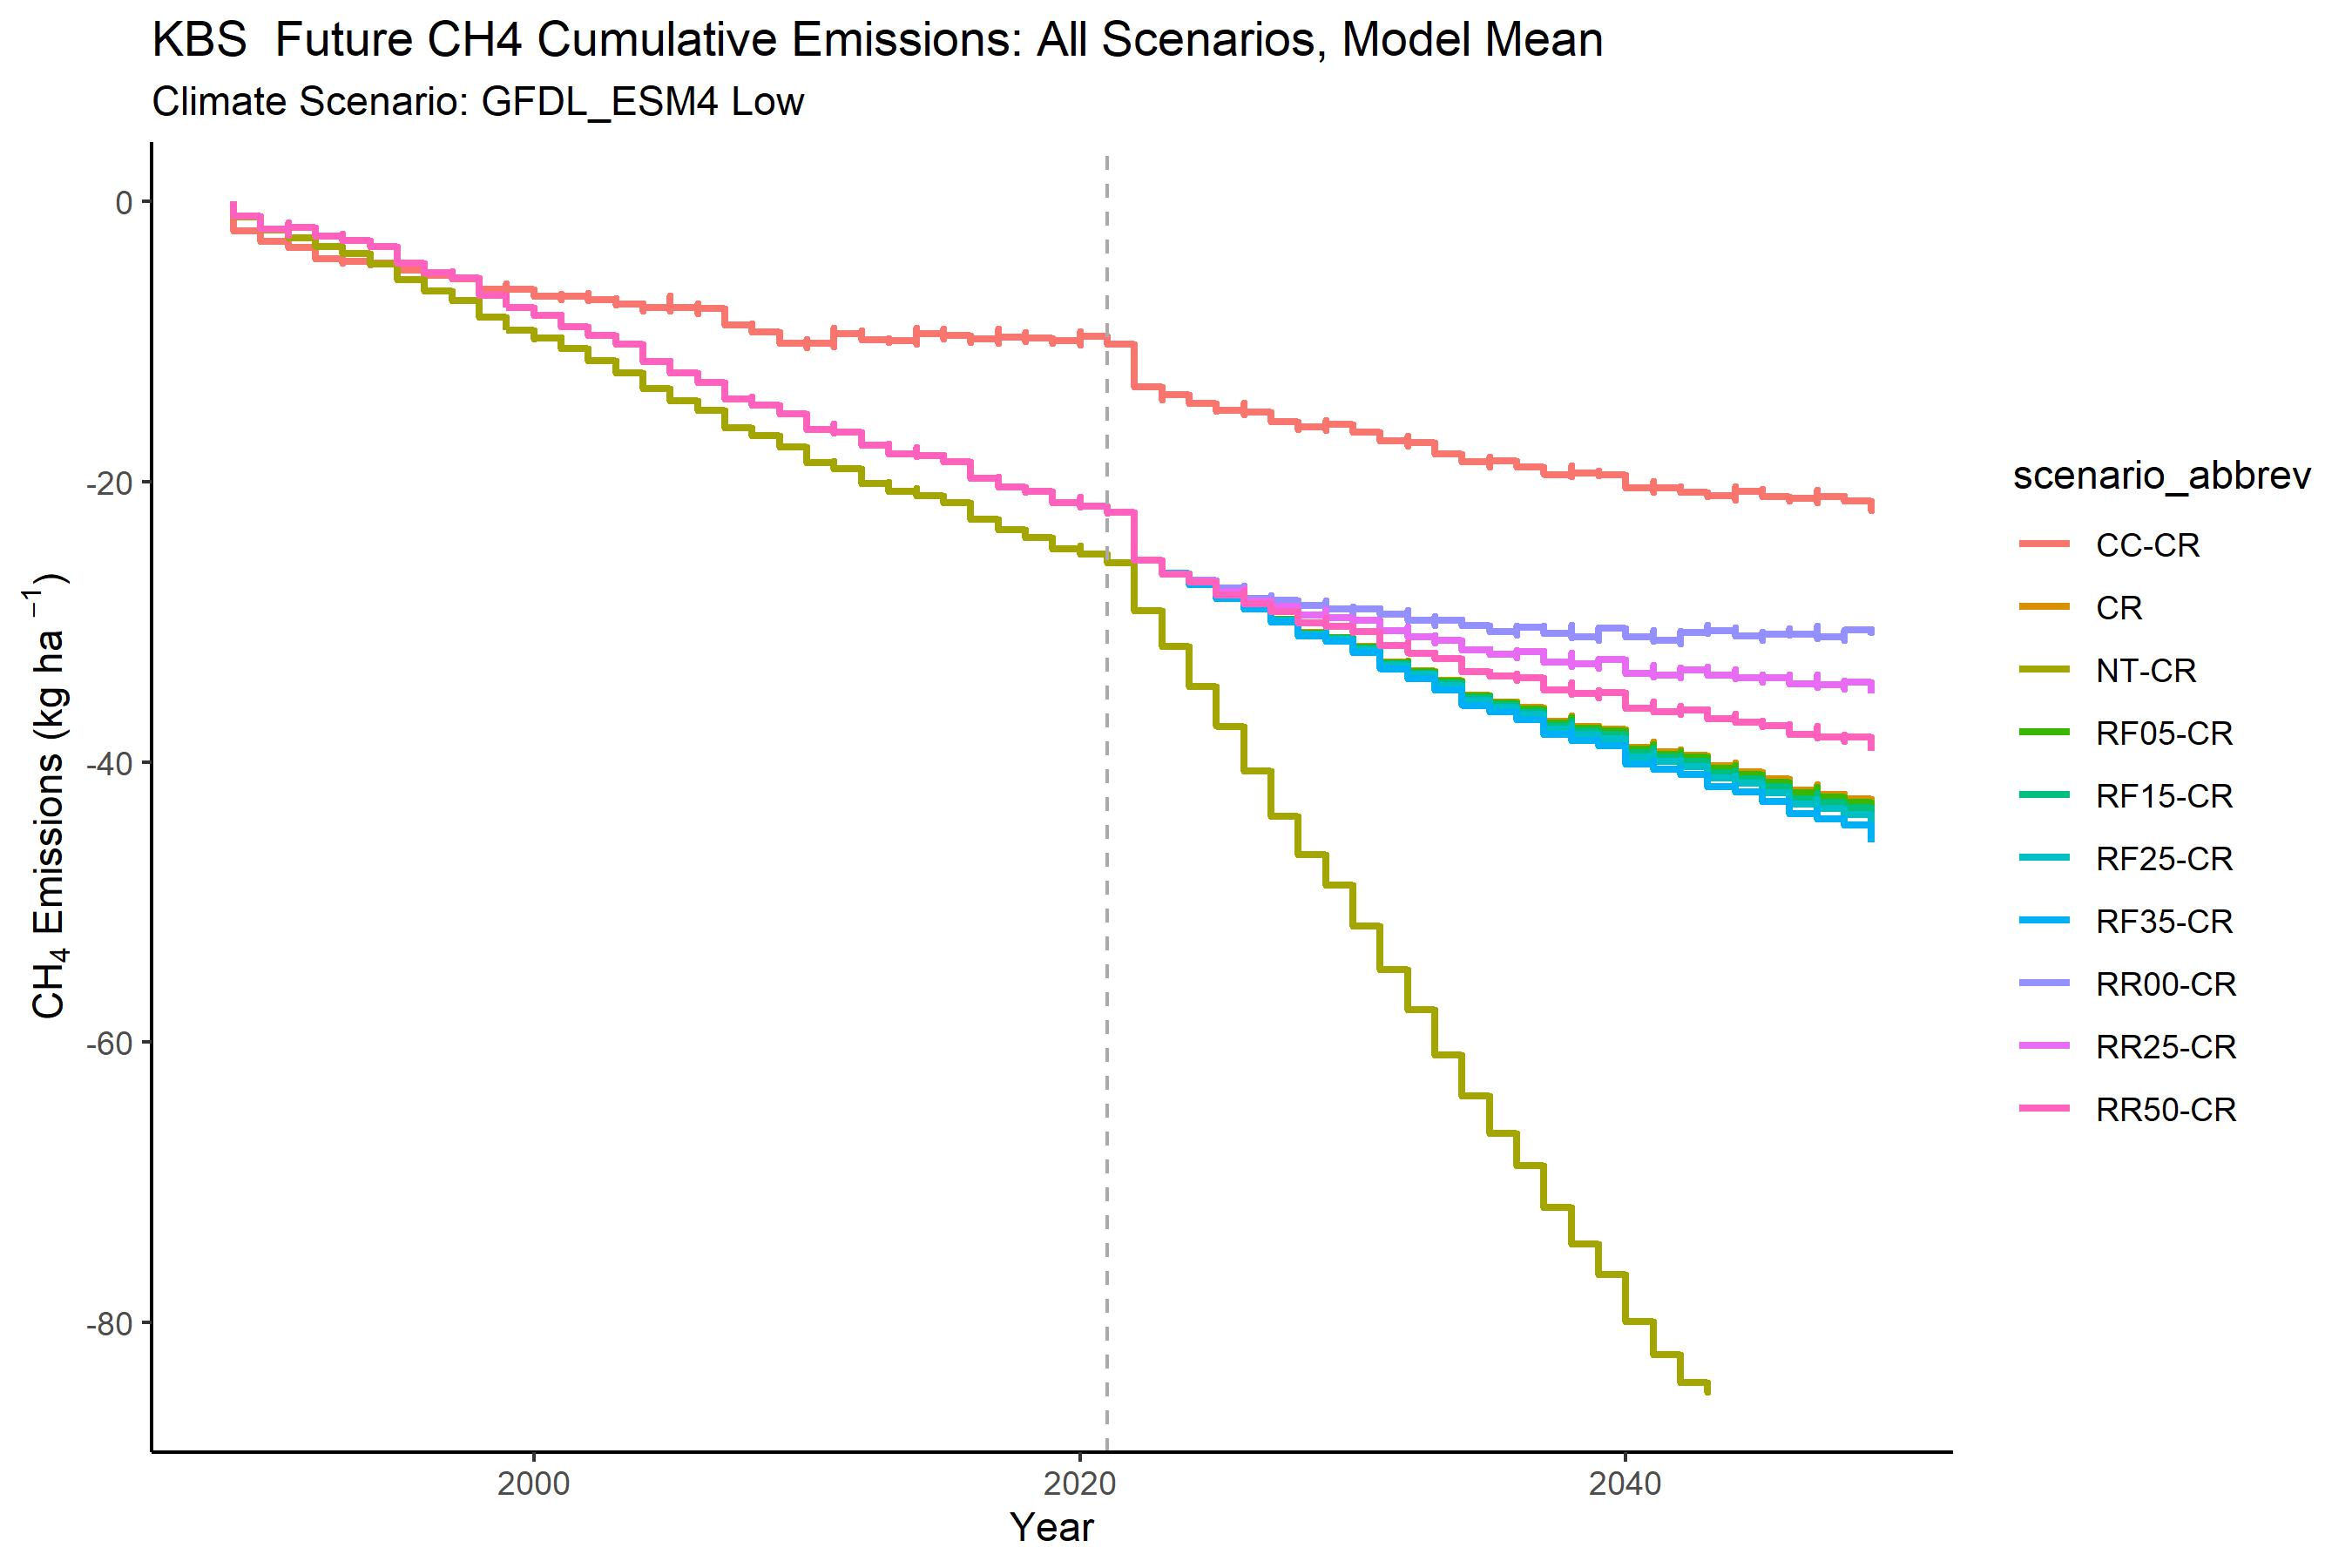 KBS  Future CH4 Cumulative Emissions: All Scenarios, Model Mean
Climate Scenario: GFDL_ESM4 Low
CH₄ Emissions (kg ha ⁻¹)
0
-20
-40
-60
-80
2000
2020
2040
Year
scenario_abbrev
CC-CR
CR
NT-CR
RF05-CR
RF15-CR
RF25-CR
RF35-CR
RR00-CR
RR25-CR
RR50-CR